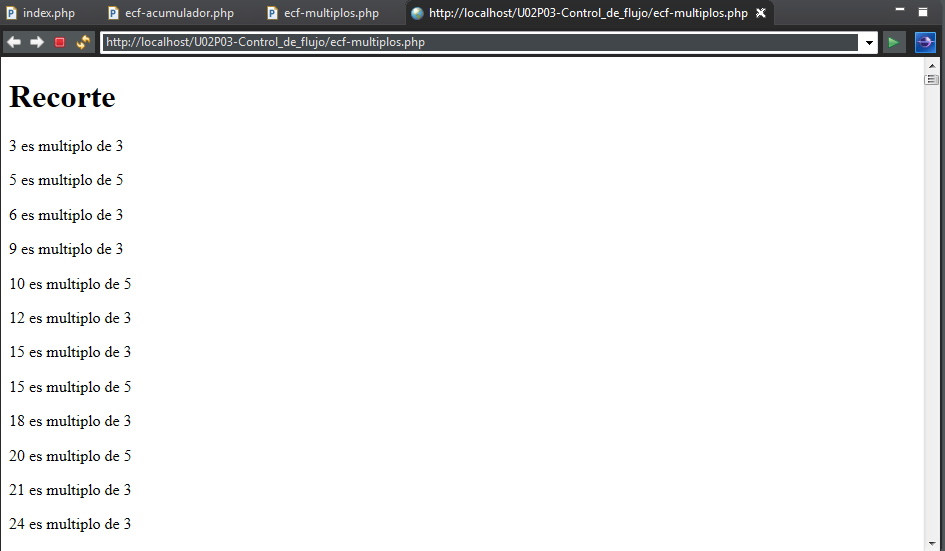 index.php ecf-acumulador.php ecf-multiplos.php http://localhost/U02P03-Control_de_flujo/ecf-multiplos.php
http://localhost/U02P03-Control_de_flujo/ecf-multiplos.php
Recorte
3 es multiplo de 3
5 es multiplo de 5
6 es multiplo de 3
9 es multiplo de 3
10 es multiplo de 5
12 es multiplo de 3
15 es multiplo de 3
15 es multiplo de 5
18 es multiplo de 3
20 es multiplo de 5
21 es multiplo de 3
24 es multiplo de 3